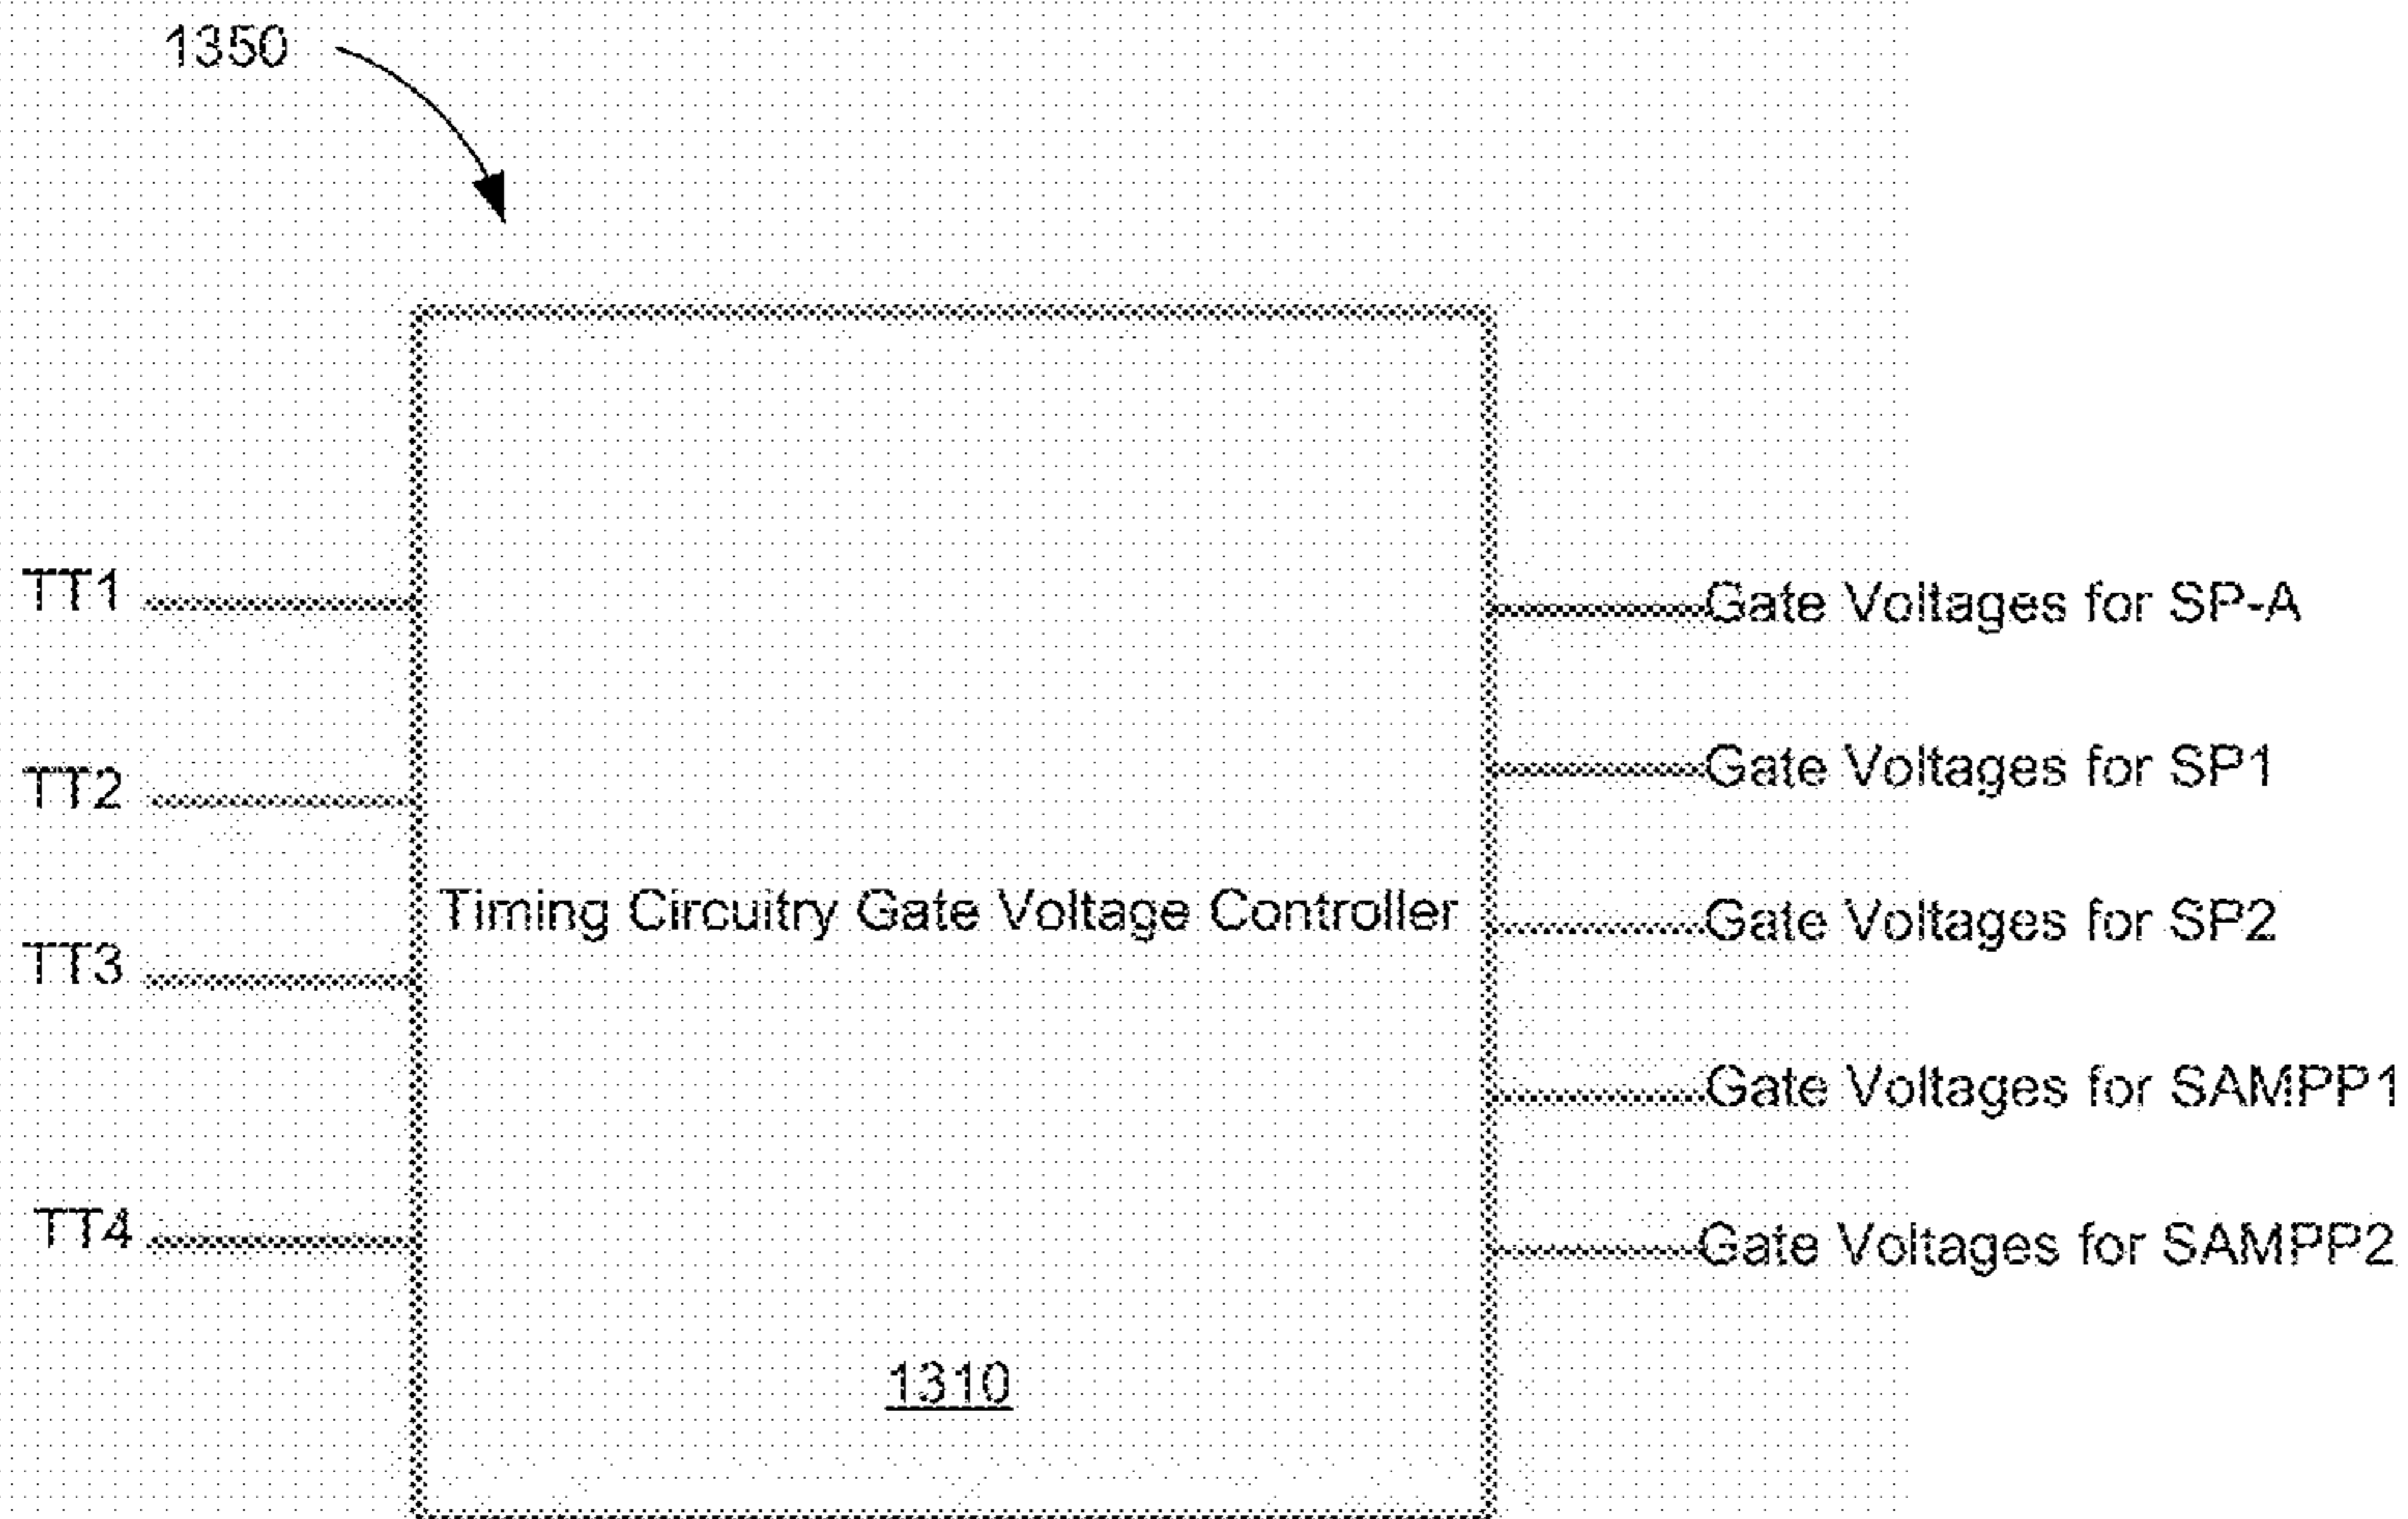 1350
TT1
TT2
TT3
TT4
Timing Circuitry Gate Voltage Controller
1310
Gate Voltages for SP-A
Gate Voltages for SP1
Gate Voltages for SP2
Gate Voltages for SAMPP1
Gate Voltages for SAMPP2